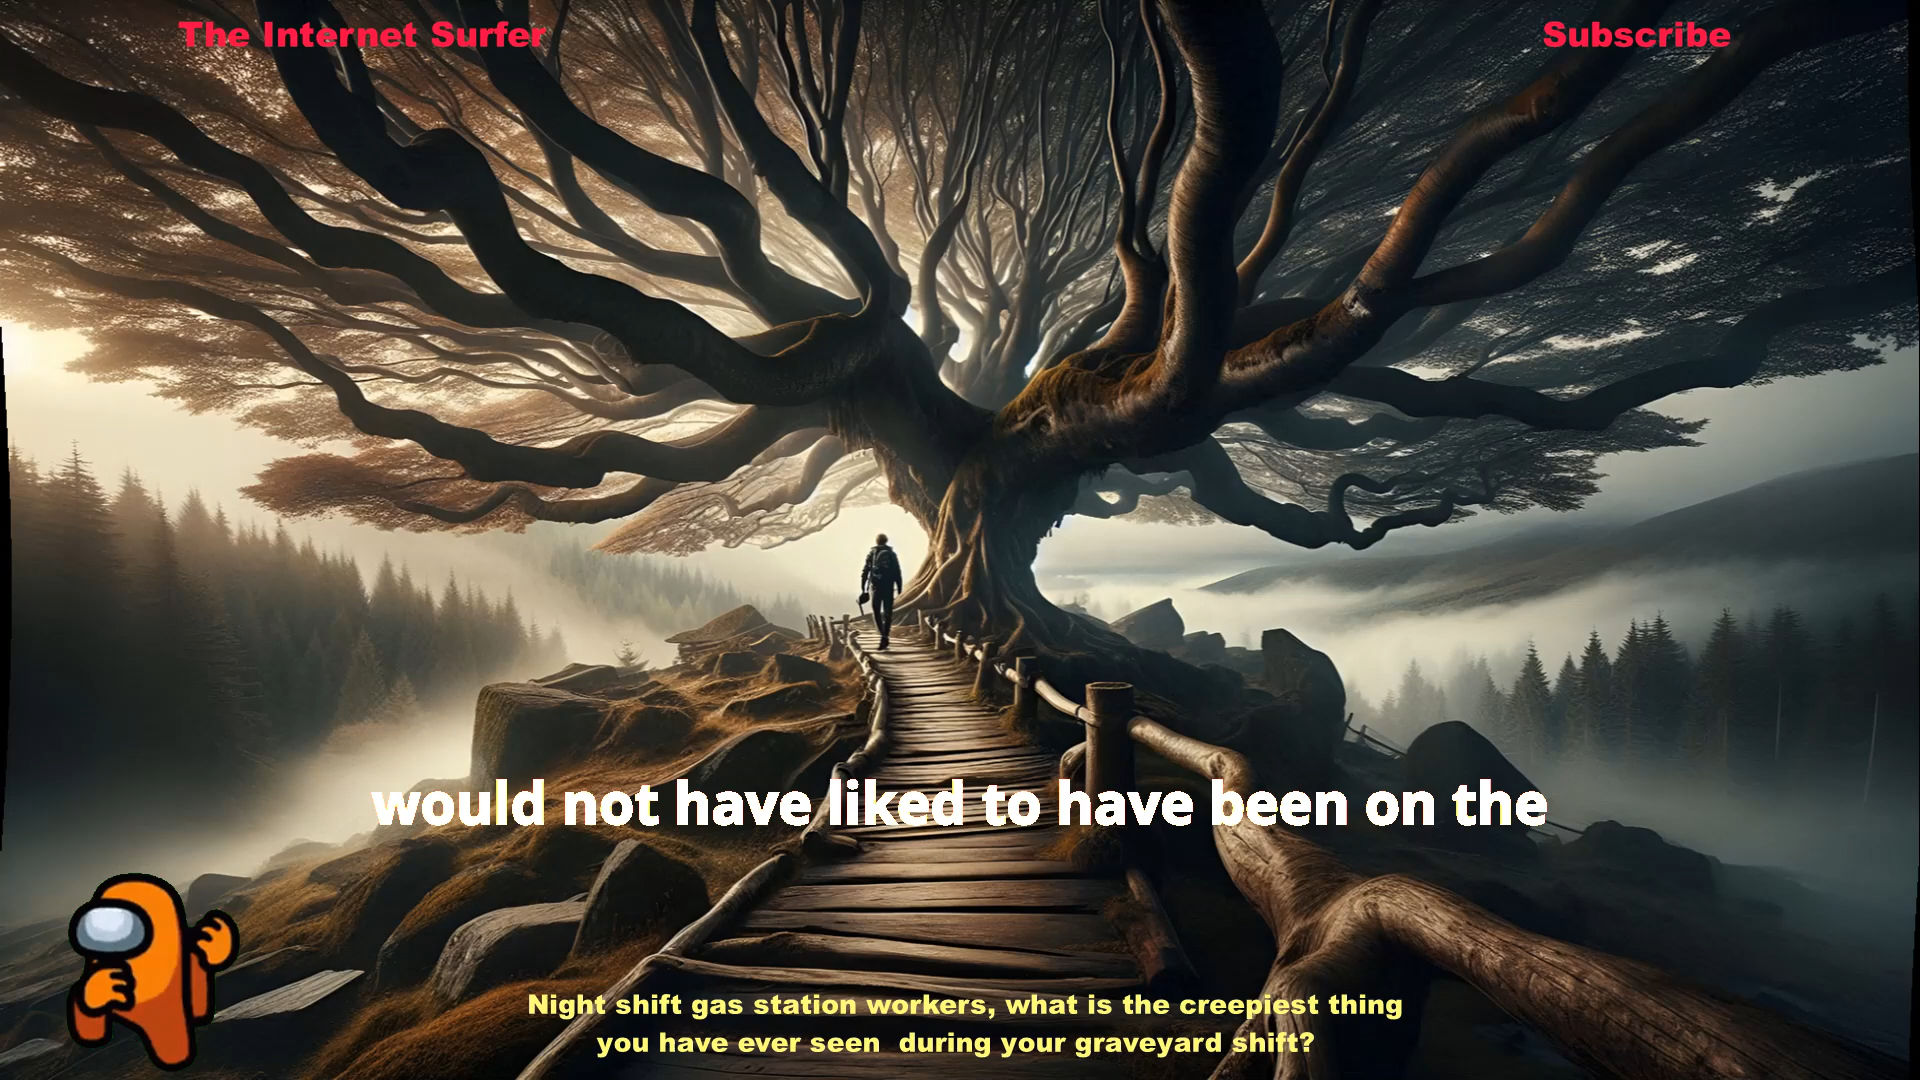 The Internet Surfer
Subscribe
would not have liked to have been on the
Night shift gas station workers, what is the creepiest thing
you have ever seen  during your graveyard shift?